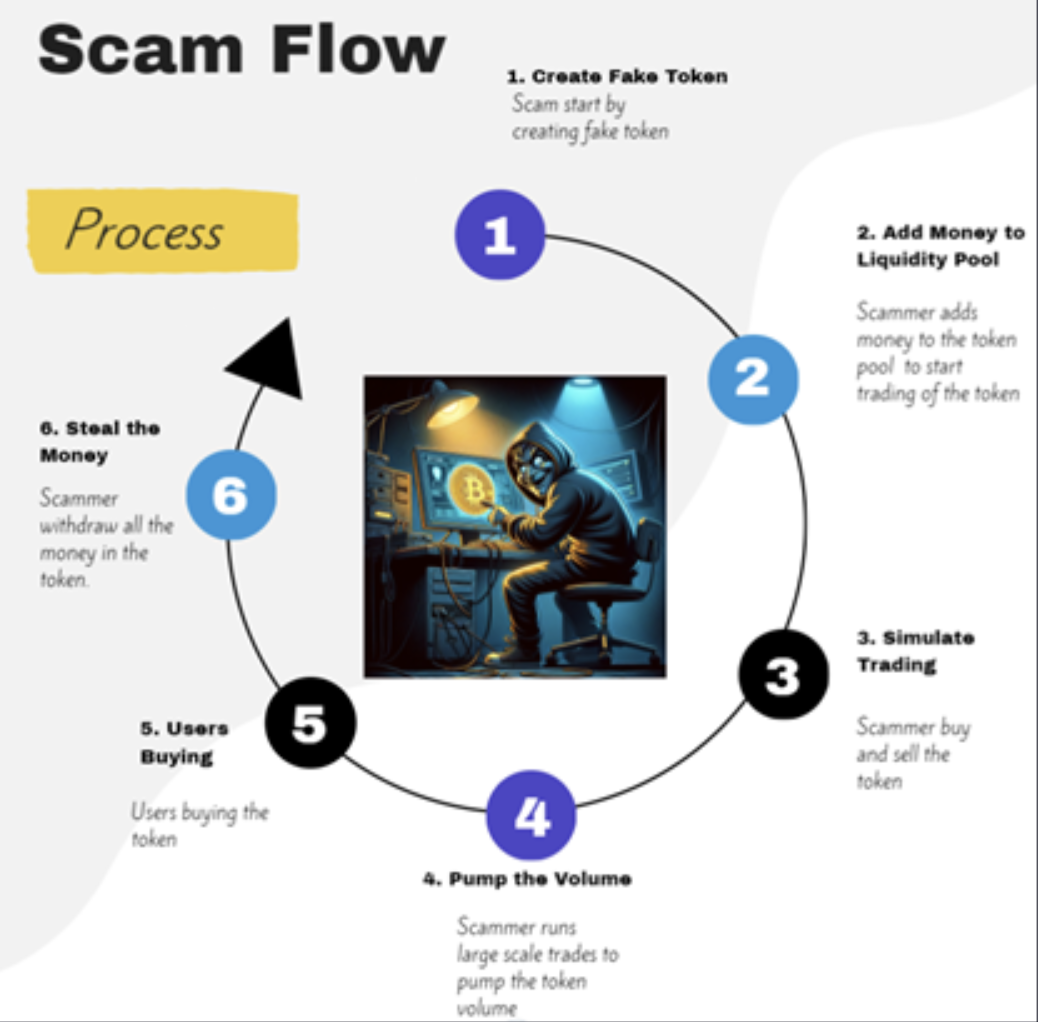 Scam Flow
Process
1. Create Fake Token
Scam start by
creating fake token
1
2. Add Money to
Liquidity Pool
Scammer adds
money to the token
pool to start
trading of the token
2
3. Simulate
Trading
Scammer buy
and sell the
token
3
4
4. Pump the Volume
Scammer runs
large scale trades to
pump the token
volume
5
5. Users
Buying
Users buying the
token
6. Steal the
Money
6
Scammer
withdraw all the
money in the
token.